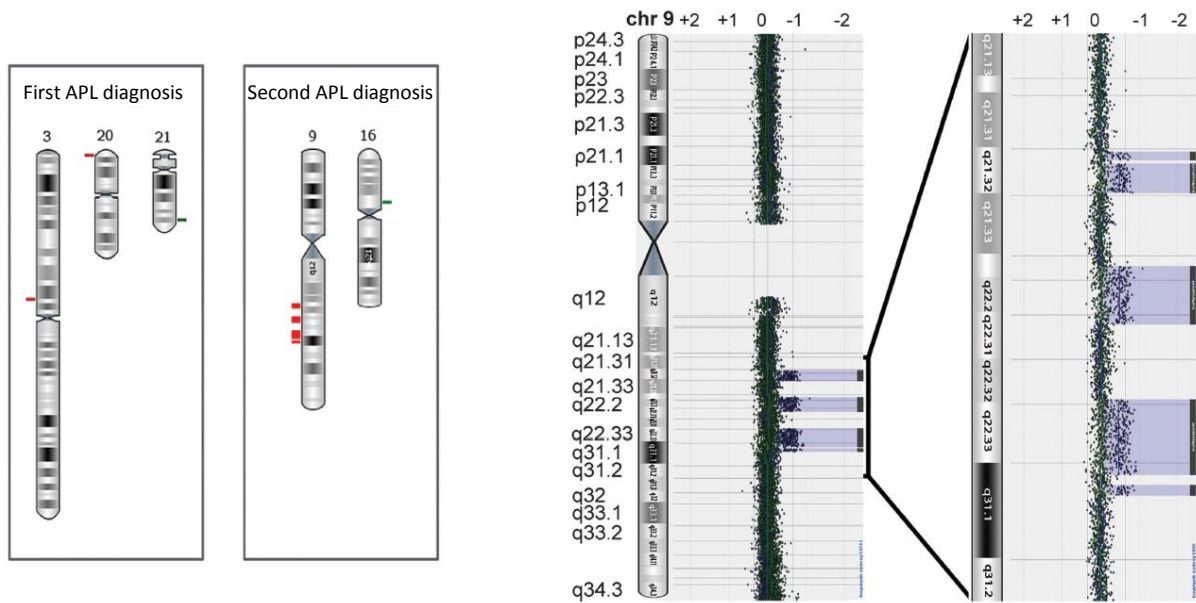 First APL diagnosis
3 20 21
Second APL diagnosis
9 16
q12
chr 9 +2 +1 0 -1 -2
p24.3
p24.1
p23
p22.3
p21.3
p21.1
p13.1
p12
q12
q21.13
q21.31
q21.33
q22.2
q22.33
q31.1
q31.2
q32
q33.1
q33.2
q34.3
q12
+2 +1 0 -1 -2
q21.13
q21.31
q21.32
q21.33
q22.2
q22.31
q22.32
q22.33
q31.1
q31.2